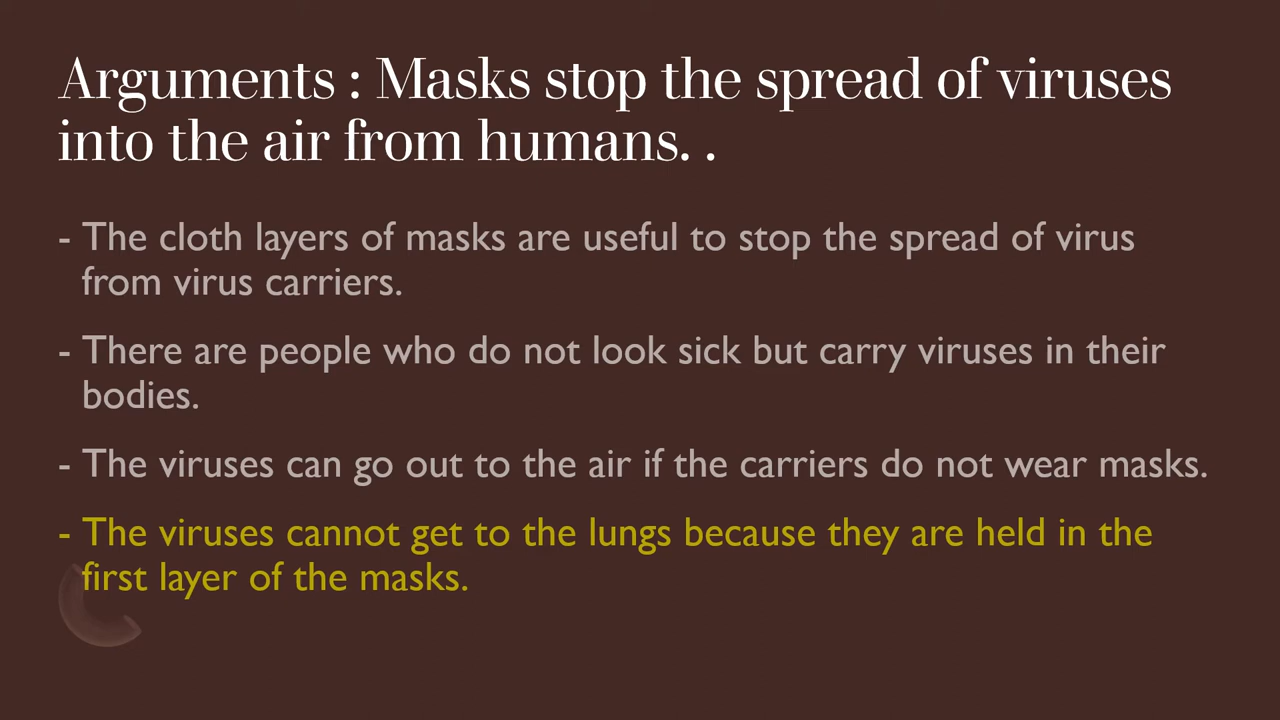 Arguments : Masks stop the spread of viruses
into the air from humans. .
- The cloth layers of masks are useful to stop the spread of virus
from virus carriers.
- There are people who do not look sick but carry viruses in their
bodies.
- The viruses can go out to the air if the carriers do not wear masks.
- The viruses cannot get to the lungs because they are held in the
first layer of the masks.